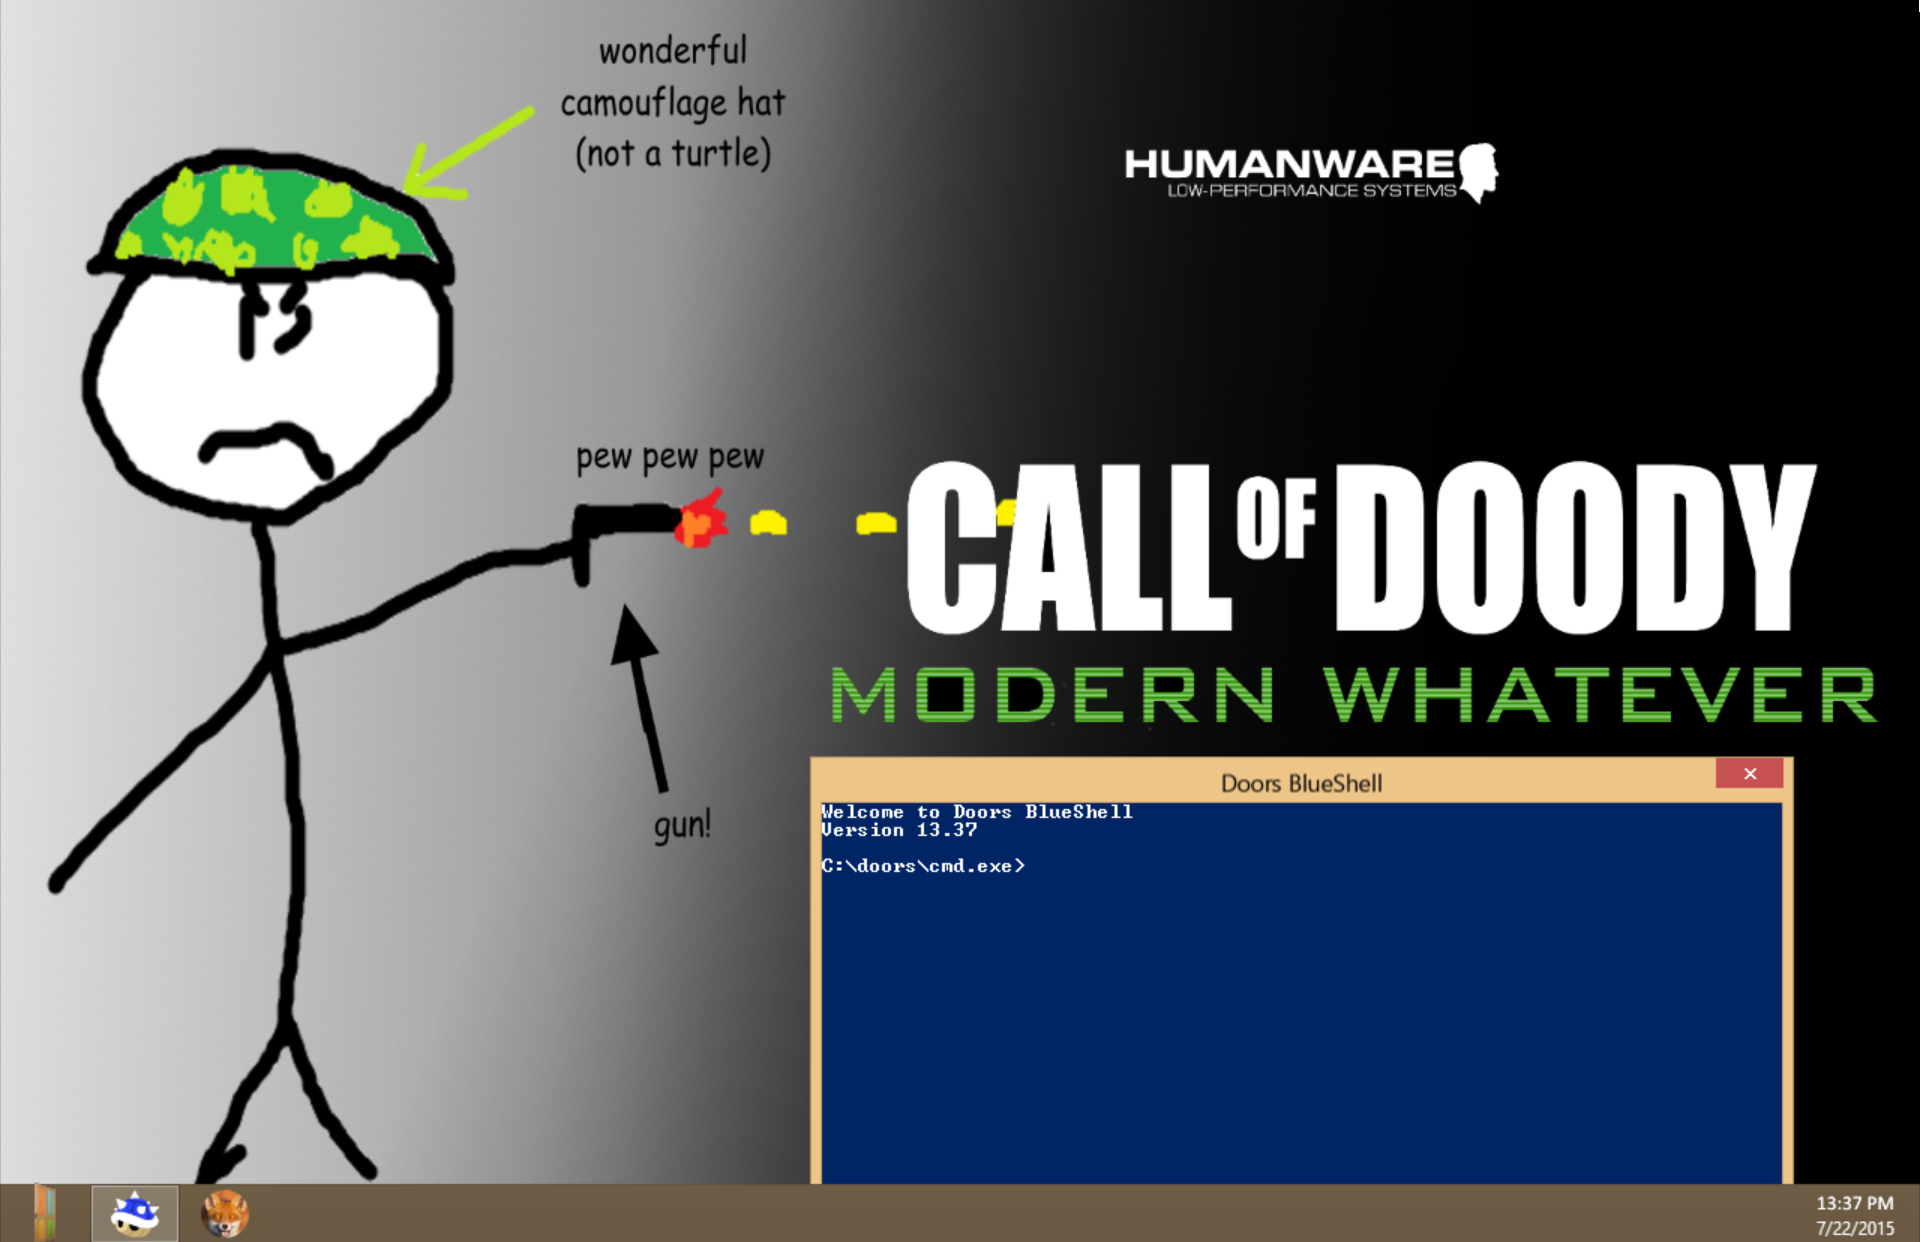 wonderful
camouflage hat
(not a turtle)
HUMANWARE
LOW-PERFORMANCE SYSTEMS
pew pew pew
CALL OF DOODY
MODERN WHATEVER
gun!
Doors BlueShell
Welcome to Doors BlueShell
Version 13.37
C:\doors\cmd.exe>
13:37 PM
7/22/2015